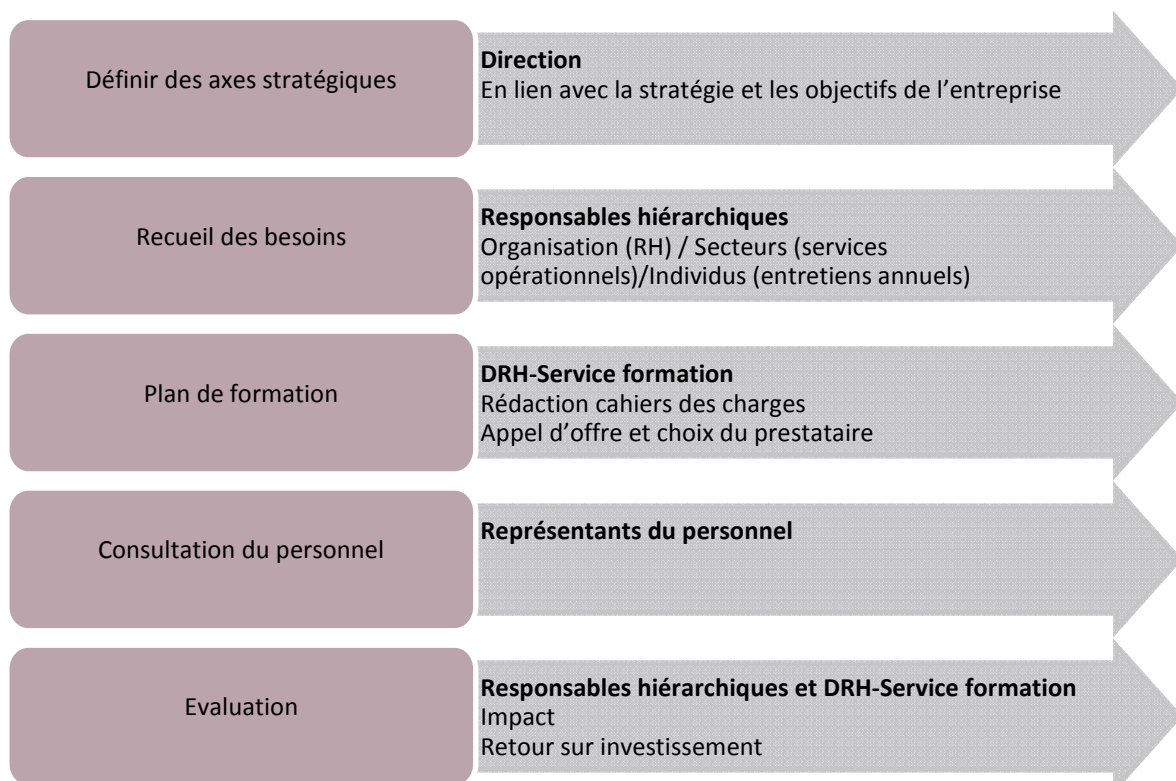 Définir des axes stratégiques
Direction
En lien avec la stratégie et les objectifs de l’entreprise
Recueil des besoins
Responsables hiérarchiques
Organisation (RH) / Secteurs (services
opérationnels)/Individus (entretiens annuels)
Plan de formation
DRH-Service formation
Rédaction cahiers des charges
Appel d’offre et choix du prestataire
Consultation du personnel
Représentants du personnel
Evaluation
Responsables hiérarchiques et DRH-Service formation
Impact
Retour sur investissement